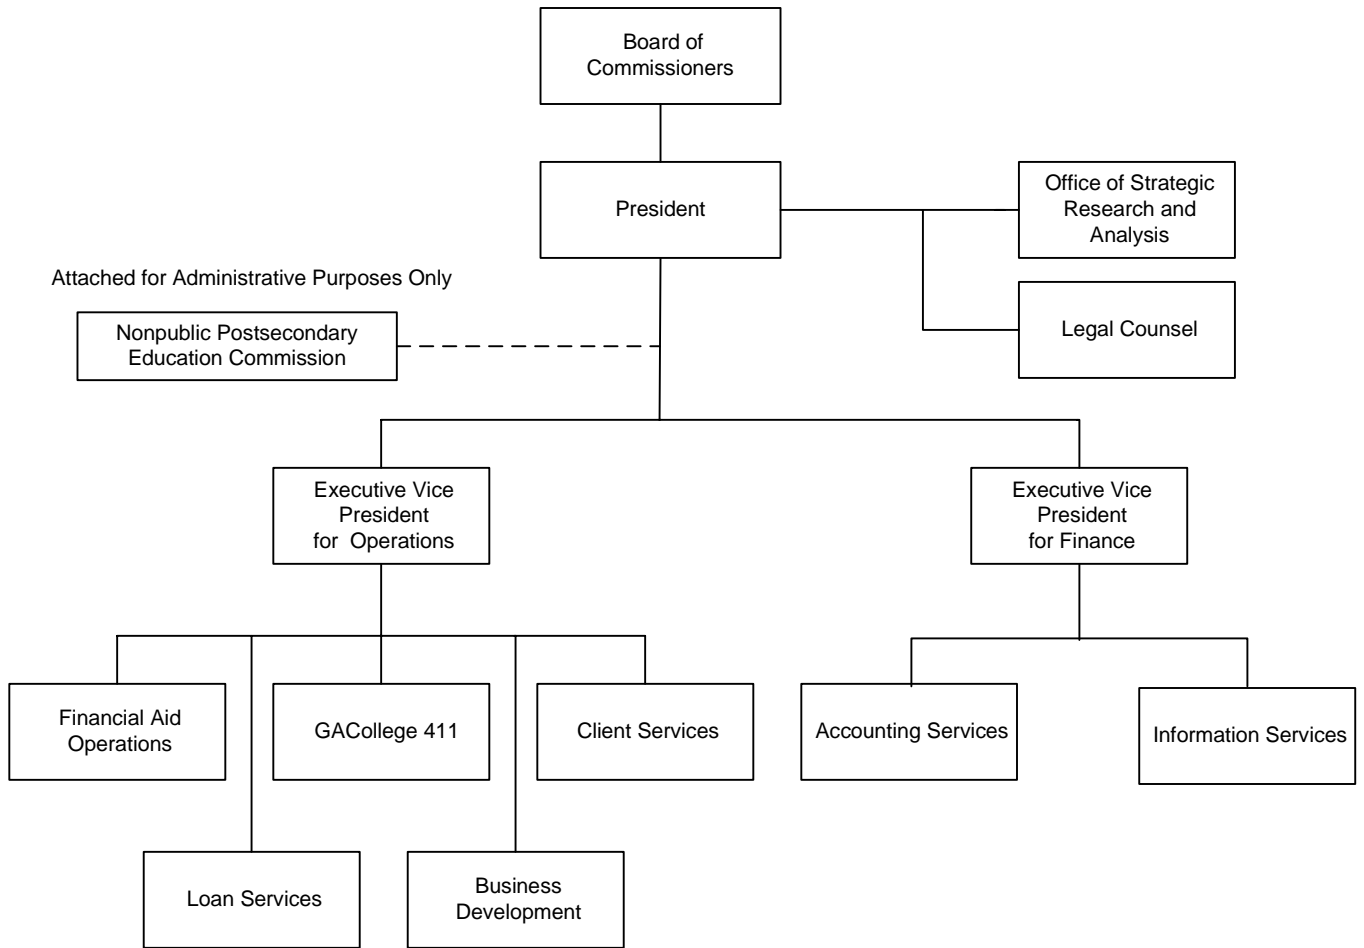 Board of
Commissioners
President
Office of Strategic
Research and
Analysis
Legal Counsel
Attached for Administrative Purposes Only
Nonpublic Postsecondary
Education Commission
Executive Vice
President
for  Operations
Executive Vice
President
for Finance
Financial Aid
Operations
GACollege 411
Client Services
Accounting Services
Information Services
Loan Services
Business
Development